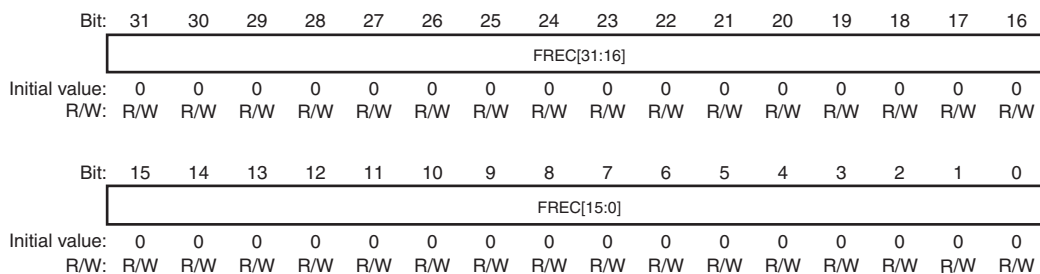 Bit: 31 30 29 28 27 26 25 24 23 22 21 20 19 18 17 16
FREC[31:16]
Initial value: 0 0 0 0 0 0 0 0 0 0 0 0 0 0 0 0
R/W: R/W R/W R/W R/W R/W R/W R/W R/W R/W R/W R/W R/W R/W R/W R/W R/W
Bit: 15 14 13 12 11 10 9 8 7 6 5 4 3 2 1 0
FREC[15:0]
Initial value: 0 0 0 0 0 0 0 0 0 0 0 0 0 0 0 0
R/W: R/W R/W R/W R/W R/W R/W R/W R/W R/W R/W R/W R/W R/W R/W R/W R/W